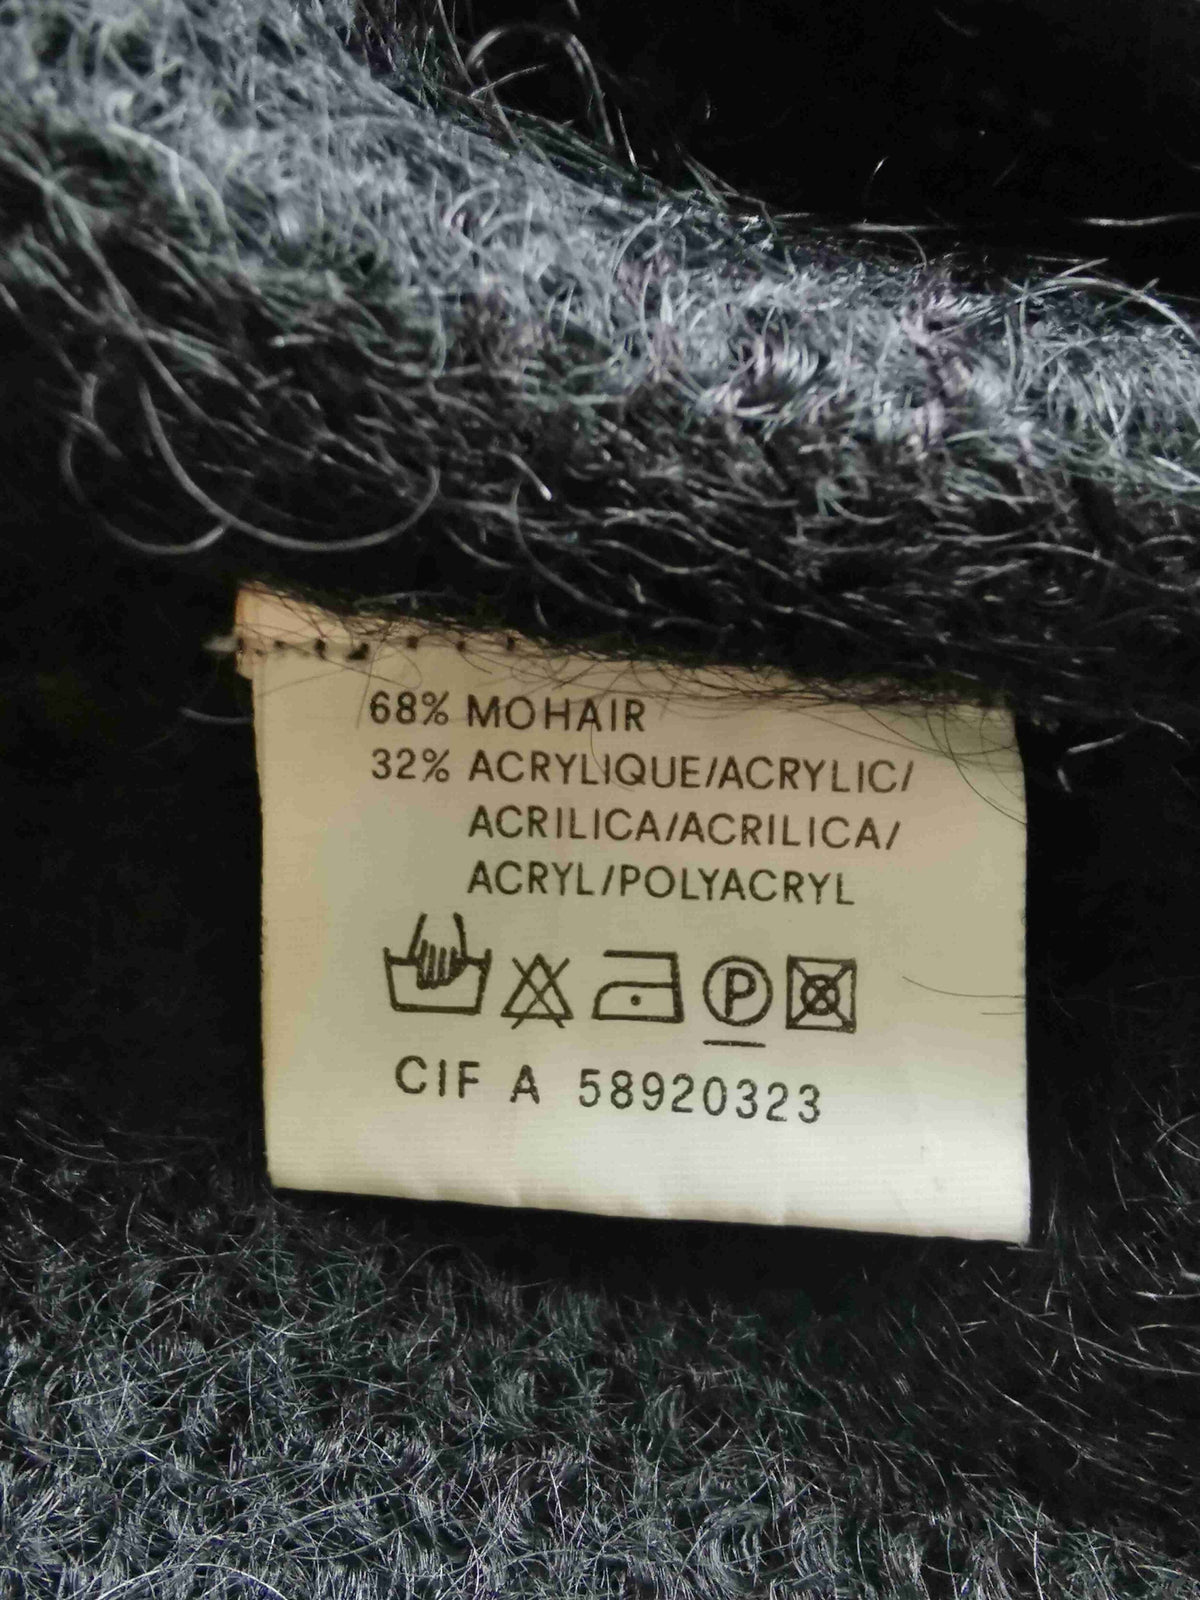 68% MOHAIR
32% ACRYLIQUE/ACRYLIC/
ACRILICA/ACRILICA/
ACRYL/POLYACRYL
P
CIF A 58920323